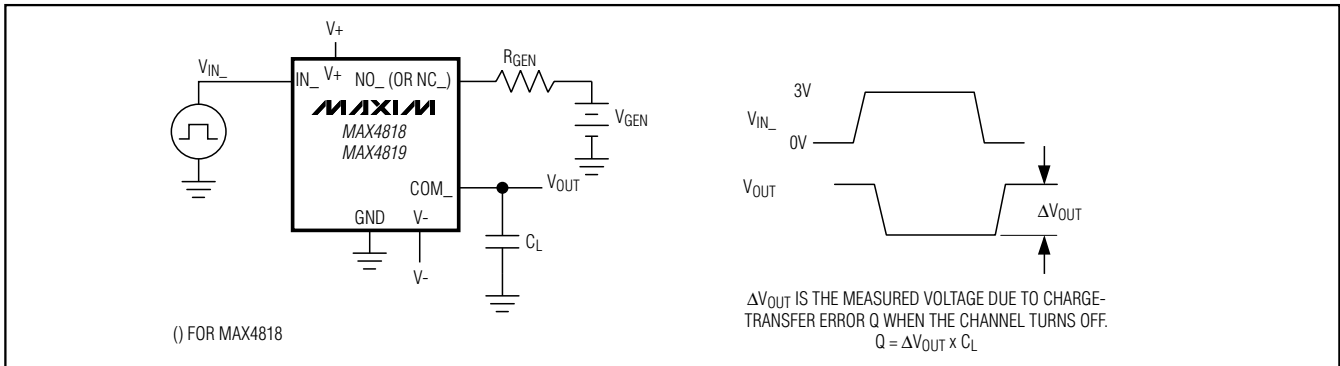 V+
VIN_
IN_ V+ NO_ (OR NC_)
RGEN
MAXIM
MAX4818
MAX4819
VGEN
COM_
VOUT
GND V-
CL
V-
() FOR MAX4818
3V
VIN_
0V
VOUT
ΔVOUT
ΔVOUT IS THE MEASURED VOLTAGE DUE TO CHARGE-
TRANSFER ERROR Q WHEN THE CHANNEL TURNS OFF.
Q = ΔVOUT x CL